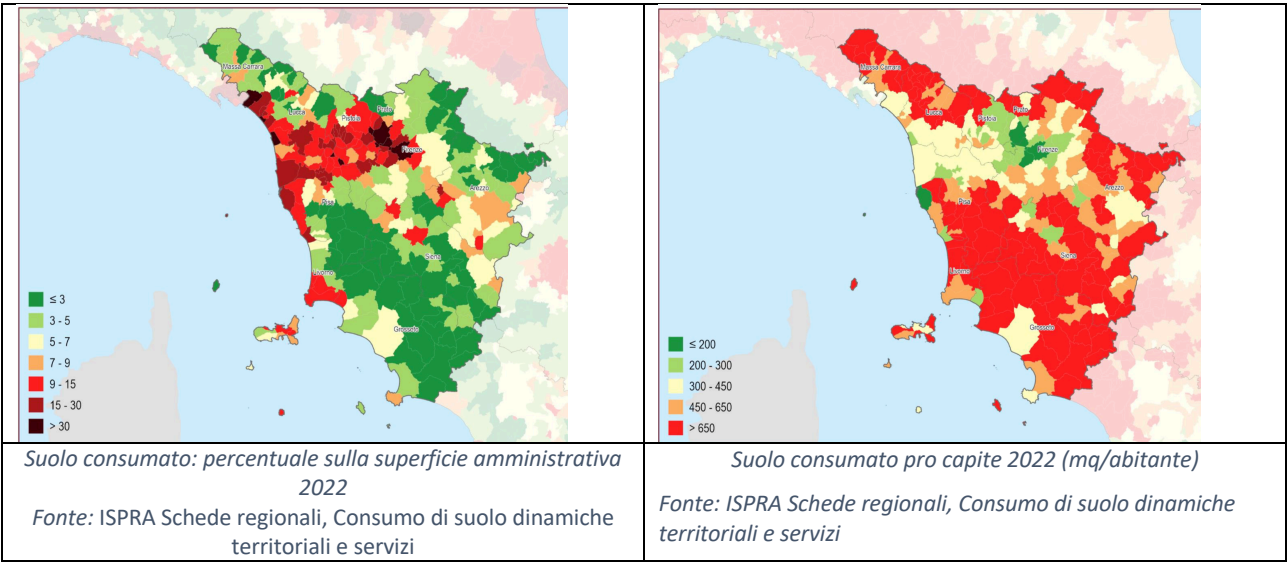 Massa Carrara
Lucca
Pistoia
Prato
Firenze
Arezzo
Pisa
Siena
Livorno
Grosseto
≤ 3
3 - 5
5 - 7
7 - 9
9 - 15
15 - 30
> 30
Massa Carrara
Lucca
Pistoia
Prato
Firenze
Arezzo
Pisa
Siena
Livorno
Grosseto
≤ 200
200 - 300
300 - 450
450 - 650
> 650
Suolo consumato: percentuale sulla superficie amministrativa
2022
Fonte: ISPRA Schede regionali, Consumo di suolo dinamiche
territoriali e servizi
Suolo consumato pro capite 2022 (mq/abitante)
Fonte: ISPRA Schede regionali, Consumo di suolo dinamiche
territoriali e servizi